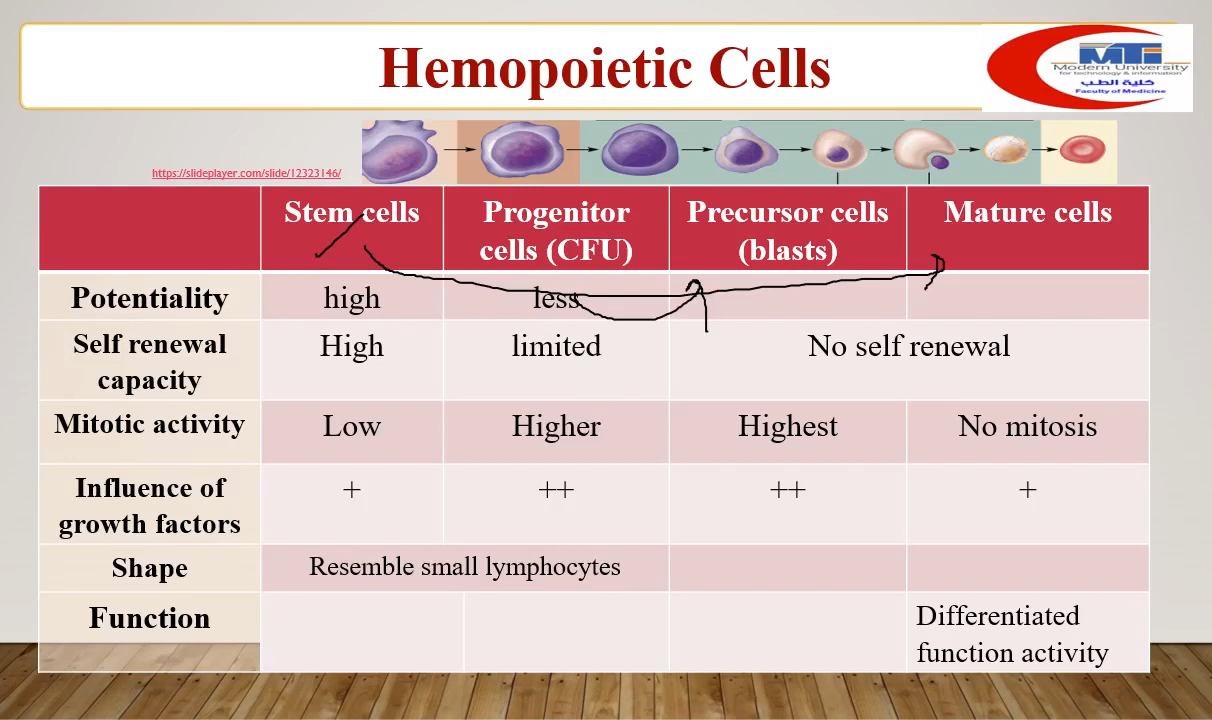 Hemopoietic Cells
MTI
Modern University
for technology & information
كلية الطب
Faculty of Medicine
https://slideplayer.com/slide/12323146/
Stem cells
Progenitor
cells (CFU)
Precursor cells
(blasts)
Mature cells
Potentiality
high
less
Self renewal
capacity
High
limited
No self renewal
Mitotic activity
Low
Higher
Highest
No mitosis
Influence of
growth factors
+
++
++
+
Shape
Resemble small lymphocytes
Function
Differentiated
function activity